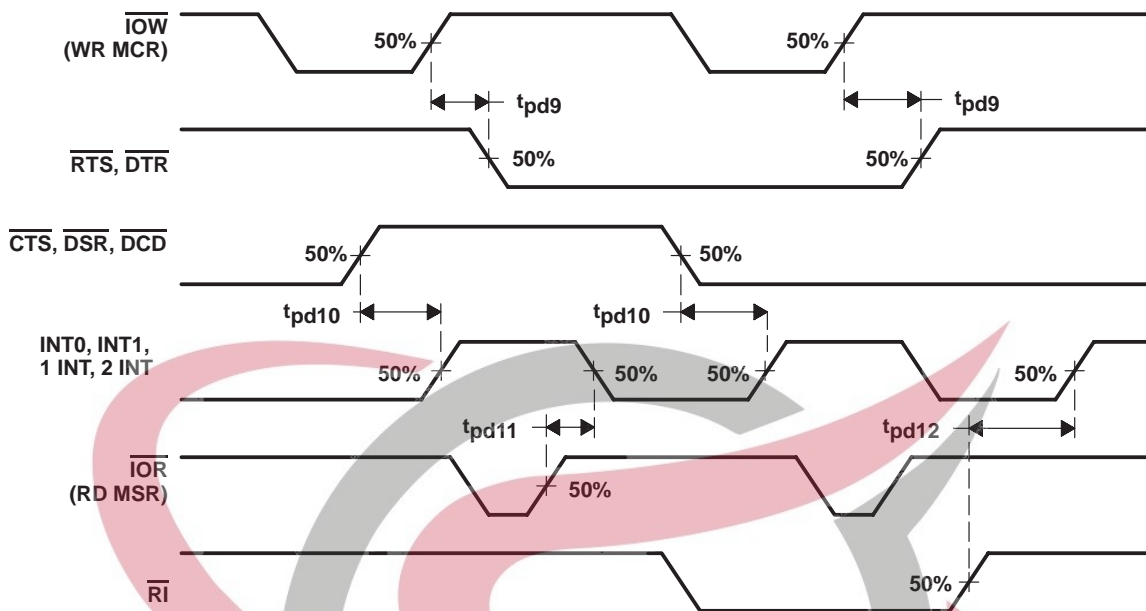 IOW
(WR MCR)
50%
50%
tpd9
tpd9
RTS, DTR
50%
50%
CTS, DSR, DCD
50%
50%
tpd10
tpd10
INT0, INT1,
1 INT, 2 INT
50%
50%
50%
50%
tpd11
tpd12
IOR
(RD MSR)
50%
RI
50%